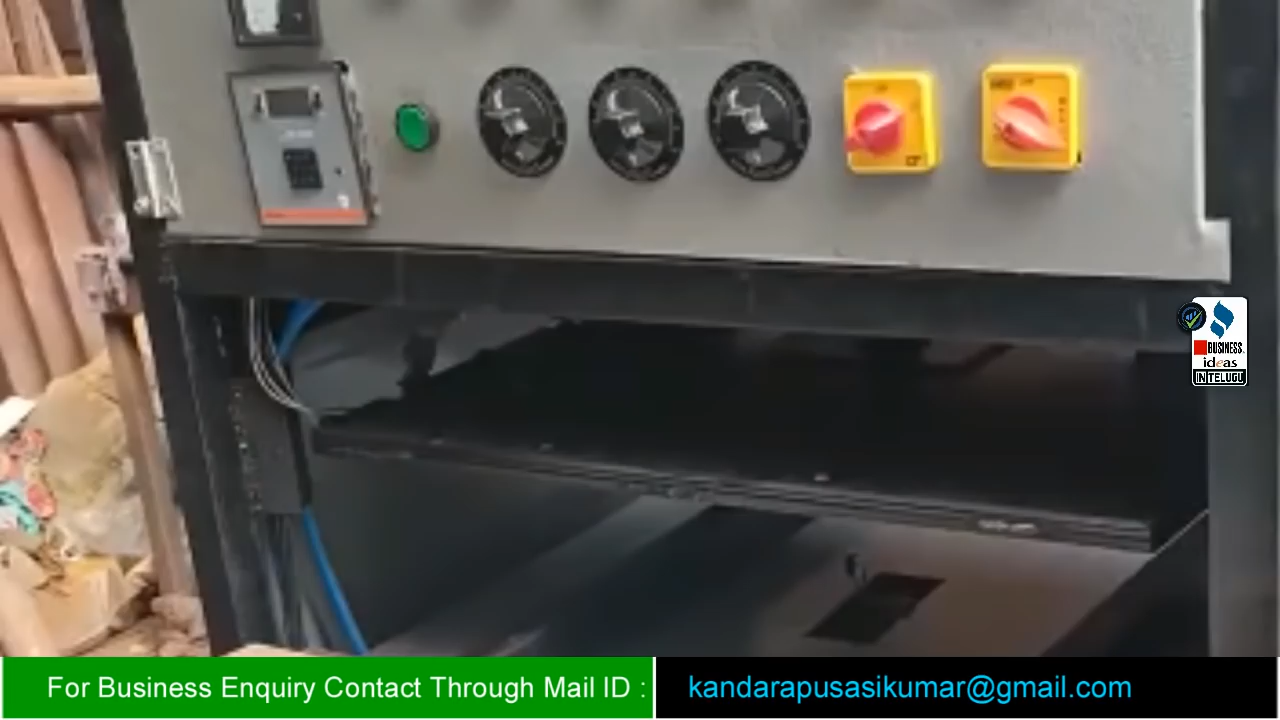 BUSINESS
ideas
IN TELUGU
For Business Enquiry Contact Through Mail ID :
kandarapusasikumar@gmail.com